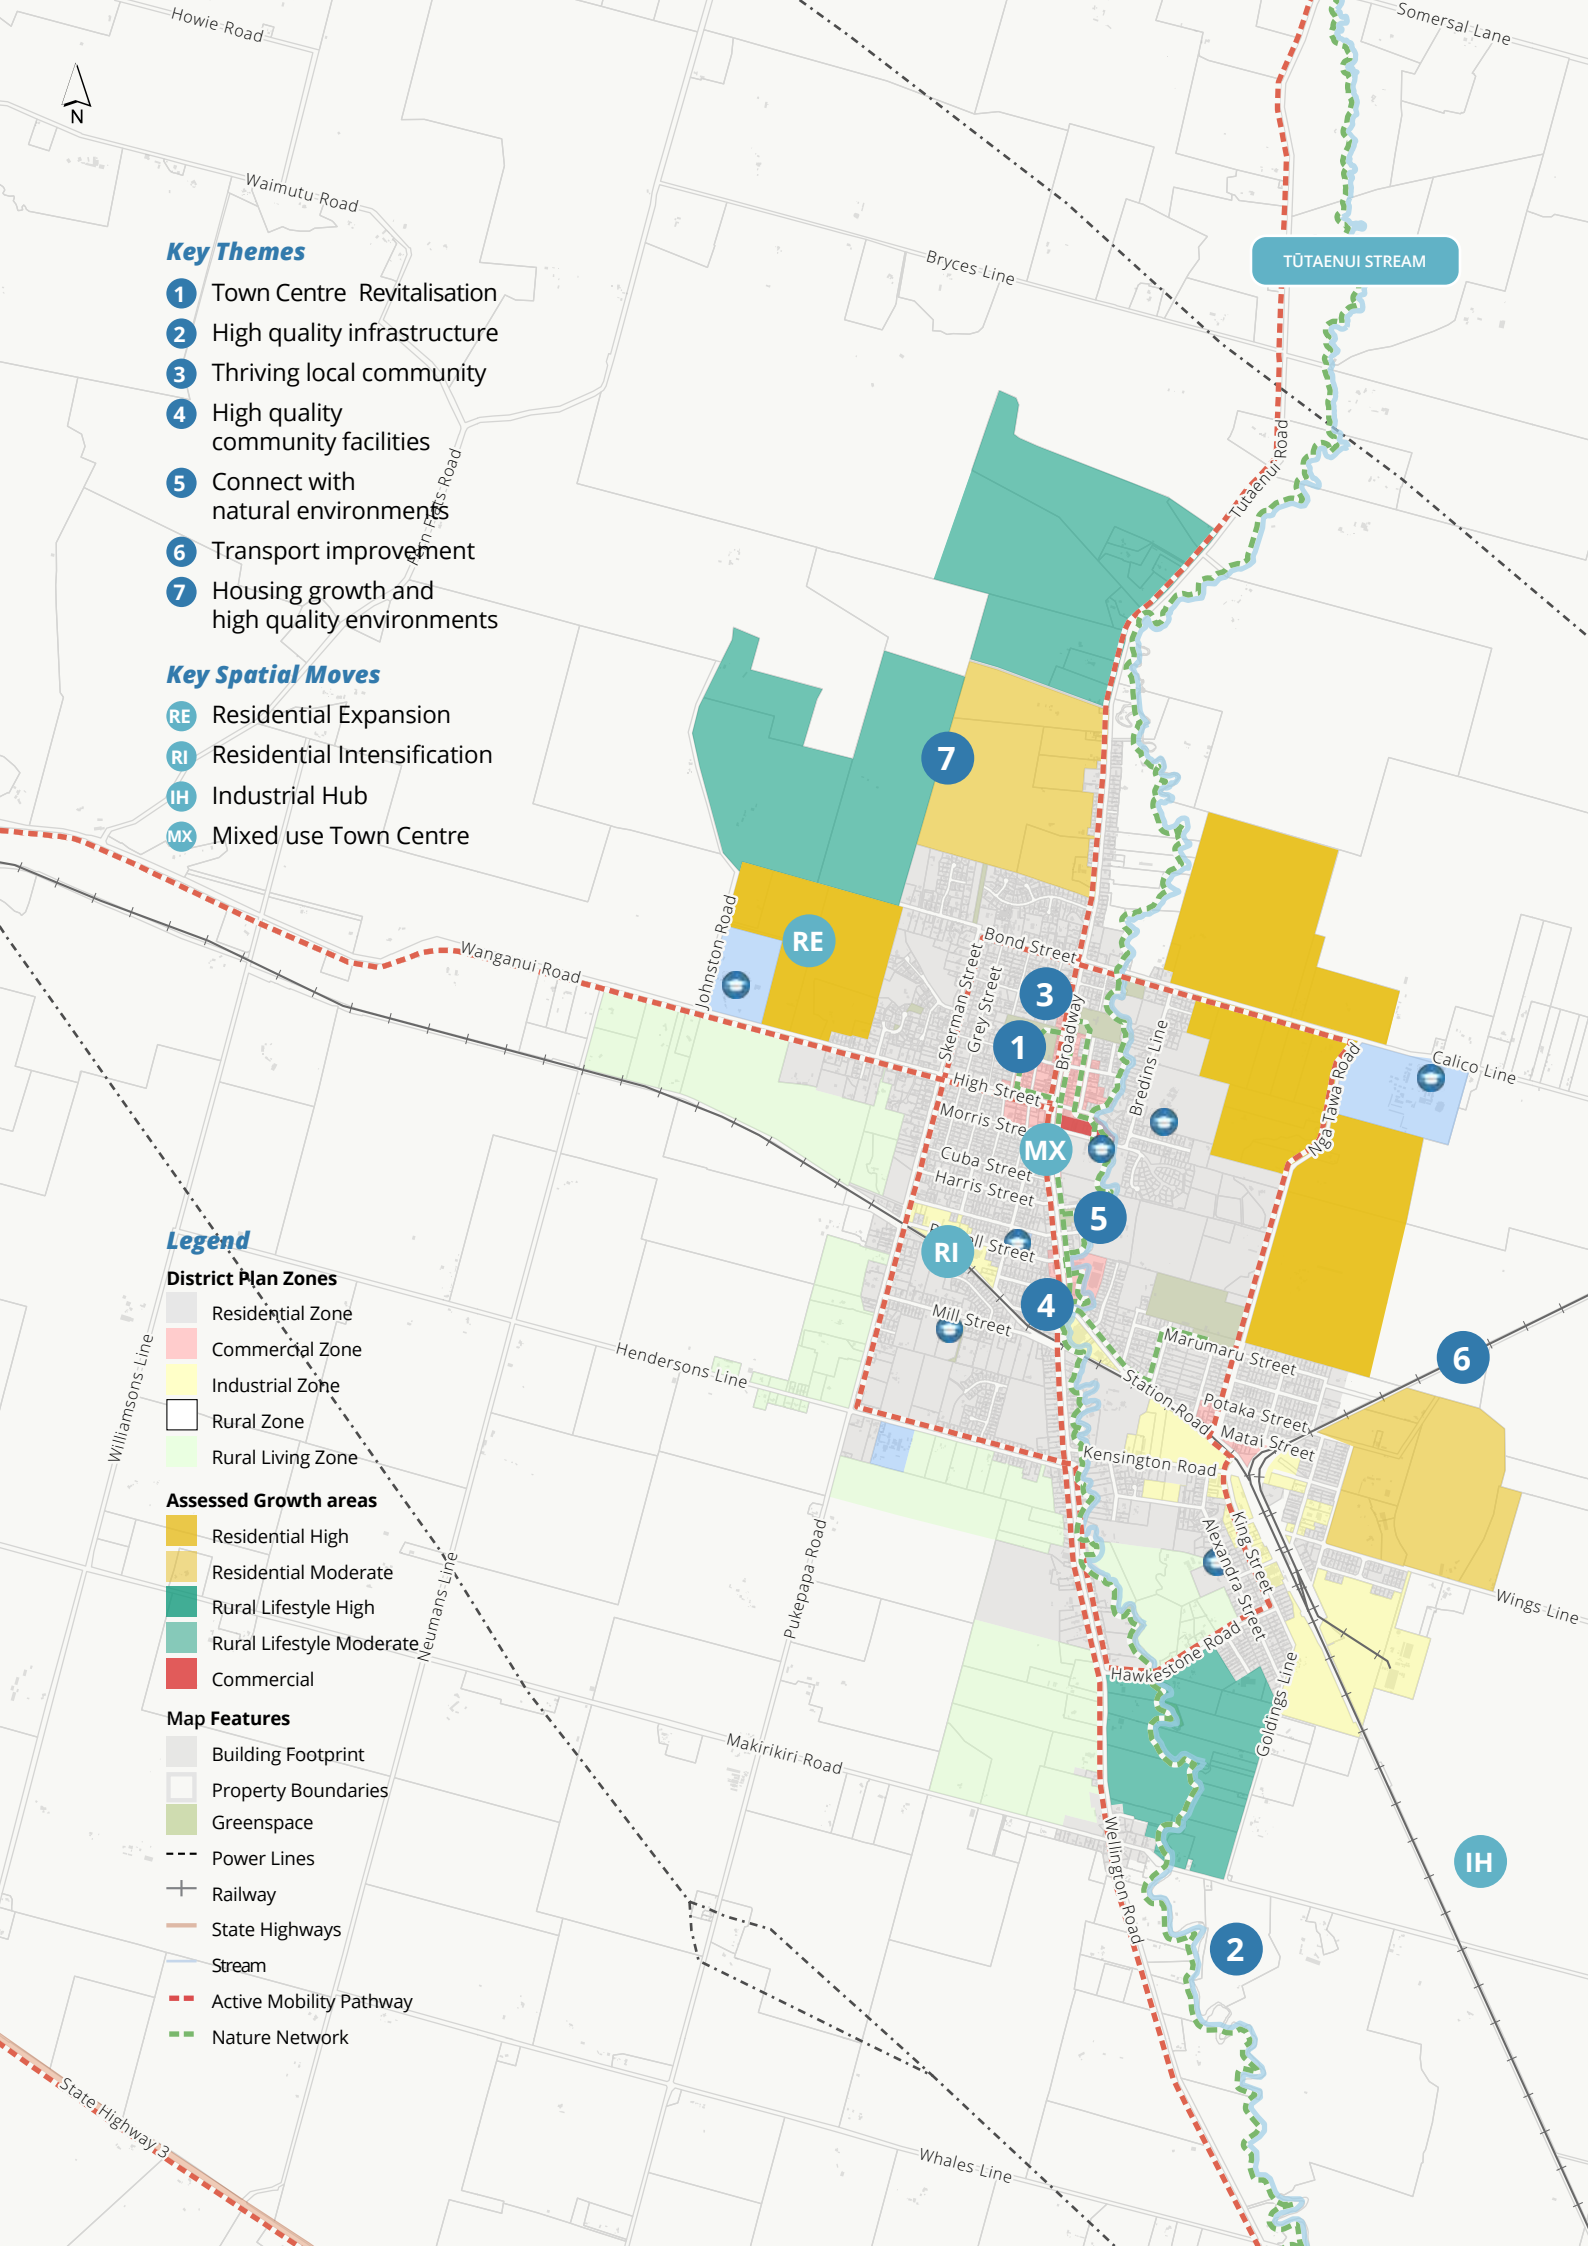 Howie Road
Somersal Lane
N
Waimutu Road
Bryces Line
TŪTAENUI STREAM
Key Themes
1 Town Centre Revitalisation
2 High quality infrastructure
3 Thriving local community
4 High quality
community facilities
5 Connect with
natural environments
6 Transport improvement
7 Housing growth and
high quality environments
Key Spatial Moves
RE Residential Expansion
RI Residential Intensification
IH Industrial Hub
MX Mixed use Town Centre
Tutaenui Road
7
Johnston Road
RE
Wanganui Road
Bond Street
Skerman Street
Grey Street
3
1
Broadway
Bredins Line
Nga Tawa Road
Calico Line
High Street
Morris Stre
MX
Cuba Street
Harris Street
5
RI
ll Street
4
Mill Street
Marumaru Street
6
Station Road
Potaka Street
Matai Street
Kensington Road
Hendersons Line
Williamsons Line
Neumans Line
Pukepapa Road
King Street
Alexandra Street
Wings Line
Hawkestone Road
Goldings Line
Makirikiri Road
Wellington Road
IH
2
Whales Line
State Highway 3
Legend
District Plan Zones
Residential Zone
Commercial Zone
Industrial Zone
Rural Zone
Rural Living Zone
Assessed Growth areas
Residential High
Residential Moderate
Rural Lifestyle High
Rural Lifestyle Moderate
Commercial
Map Features
Building Footprint
Property Boundaries
Greenspace
Power Lines
Railway
State Highways
Stream
Active Mobility Pathway
Nature Network